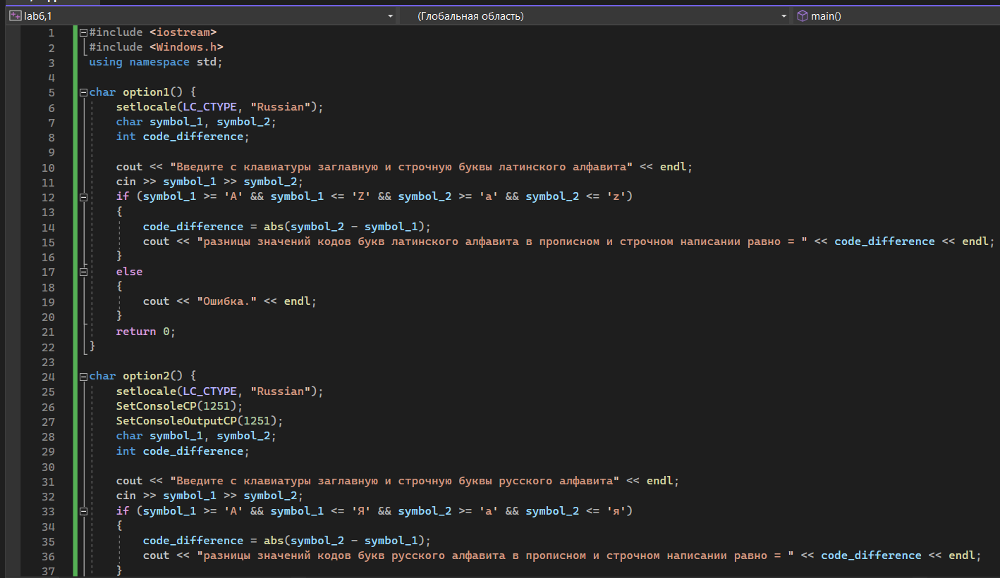 lab6,1 (Глобальная область) main()
1 #include <iostream>
2 #include <Windows.h>
3 using namespace std;
4
5 char option1() {
6 setlocale(LC_CTYPE, "Russian");
7 char symbol_1, symbol_2;
8 int code_difference;
9
10 cout << "Введите с клавиатуры заглавную и строчную буквы латинского алфавита" << endl;
11 cin >> symbol_1 >> symbol_2;
12 if (symbol_1 >= 'A' && symbol_1 <= 'Z' && symbol_2 >= 'a' && symbol_2 <= 'z')
13 {
14 code_difference = abs(symbol_2 - symbol_1);
15 cout << "разницы значений кодов букв латинского алфавита в прописном и строчном написании равно = " << code_difference << endl;
16 }
17 else
18 {
19 cout << "Ошибка." << endl;
20 }
21 return 0;
22 }
23
24 char option2() {
25 setlocale(LC_CTYPE, "Russian");
26 SetConsoleCP(1251);
27 SetConsoleOutputCP(1251);
28 char symbol_1, symbol_2;
29 int code_difference;
30
31 cout << "Введите с клавиатуры заглавную и строчную буквы русского алфавита" << endl;
32 cin >> symbol_1 >> symbol_2;
33 if (symbol_1 >= 'А' && symbol_1 <= 'Я' && symbol_2 >= 'а' && symbol_2 <= 'я')
34 {
35 code_difference = abs(symbol_2 - symbol_1);
36 cout << "разницы значений кодов букв русского алфавита в прописном и строчном написании равно = " << code_difference << endl;
37 }